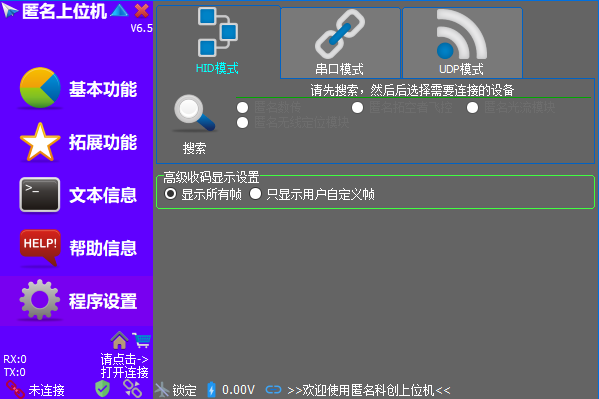 匿名上位机
V6.5
基本功能
拓展功能
>_
文本信息
HELP!
帮助信息
程序设置
RX:0
TX:0
请点击->
打开连接
未连接
HID模式
串口模式
UDP模式
请先搜索，然后后选择需要连接的设备
搜索
匿名数传
匿名拓空者飞控
匿名光流模块
匿名无线定位模块
高级收码显示设置
显示所有帧
只显示用户自定义帧
锁定
0.00V
>>欢迎使用匿名科创上位机<<